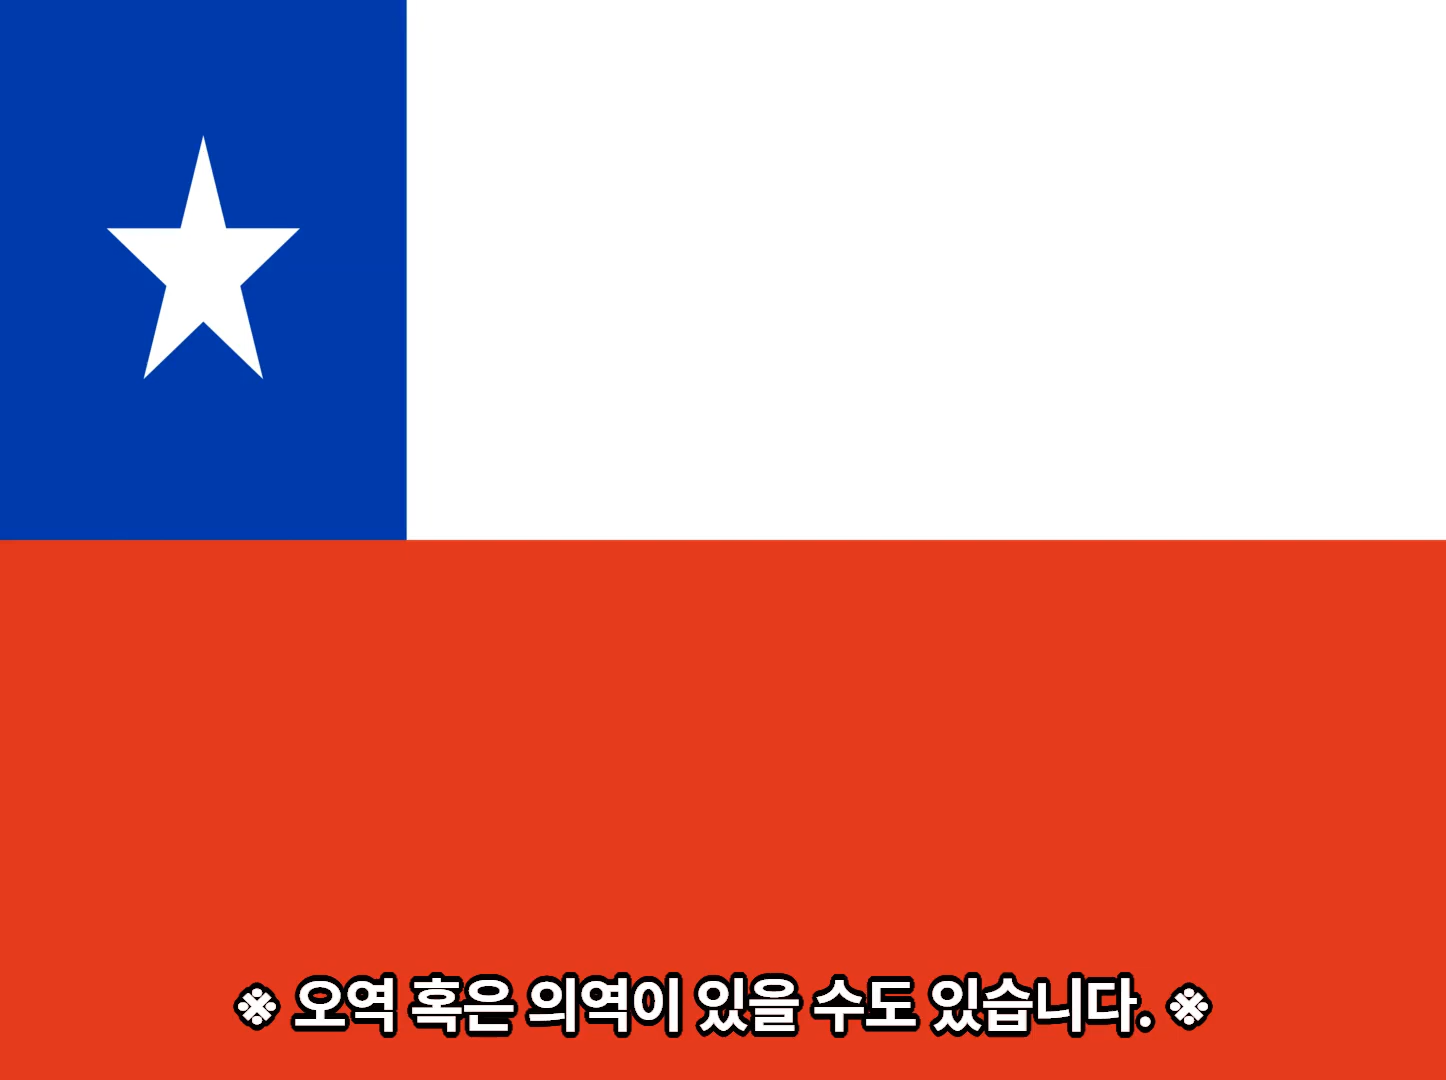 ※ 오역 혹은 의역이 있을 수도 있습니다. ※